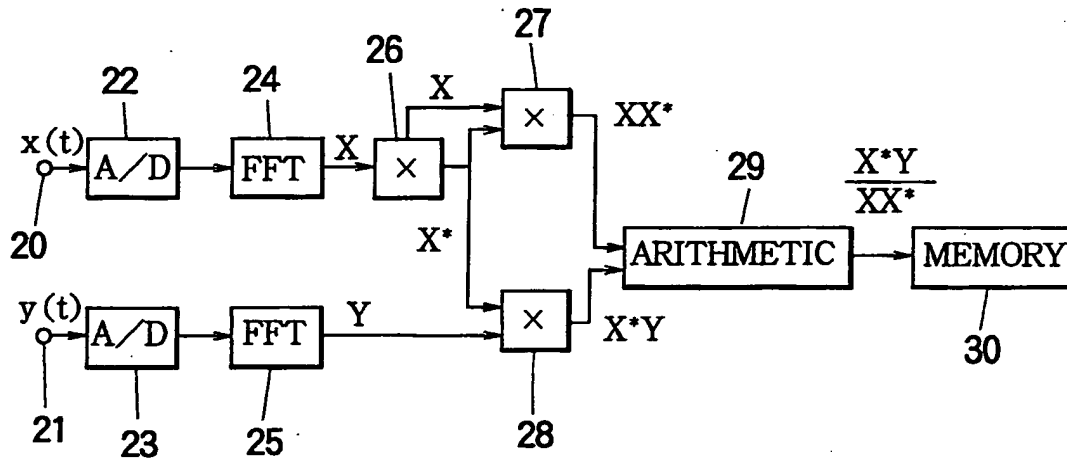 27
26
22
24
X
x(t)
A/D
FFT
X
×
×
XX*
29
X*Y
XX*
20
X*
ARITHMETIC
MEMORY
y(t)
A/D
FFT
Y
×
X*Y
30
21
23
25
28